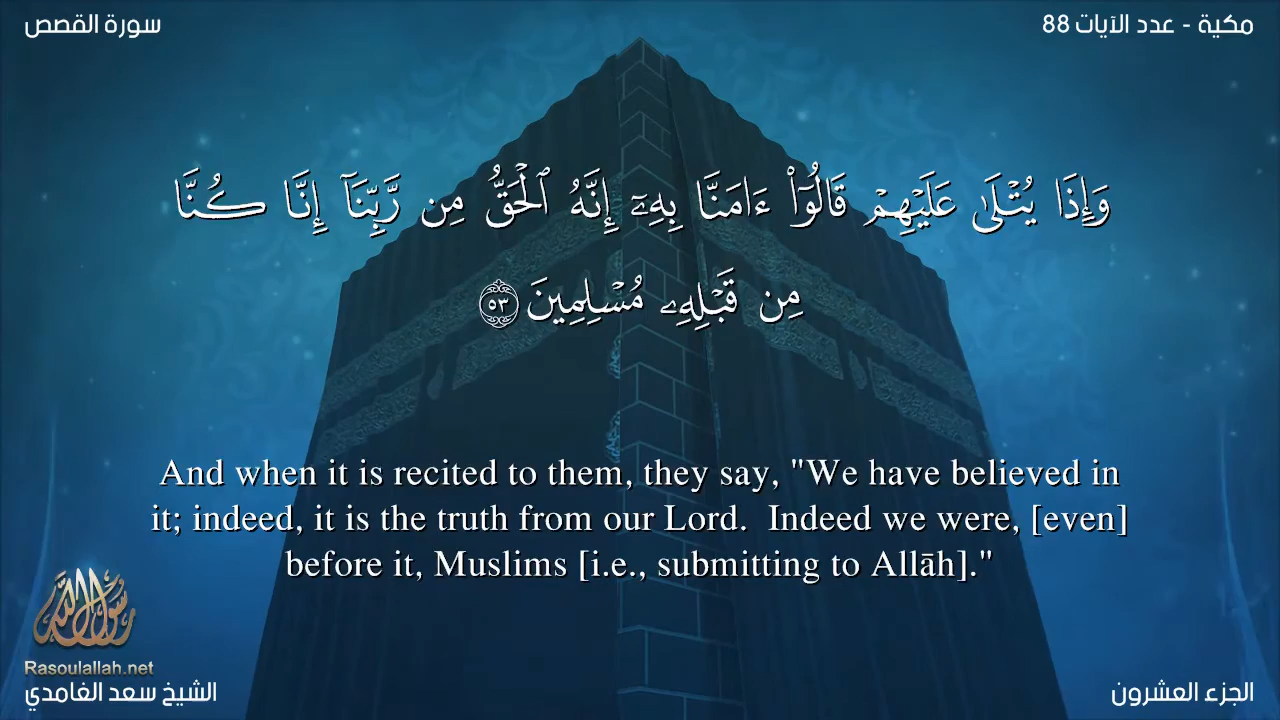 مكية - عدد الآيات 88
سورة القصص
وَإِذَا يُتْلَىٰ عَلَيْهِمْ قَالُوٓا۟ ءَامَنَّا بِهِۦٓ إِنَّهُ ٱلْحَقُّ مِن رَّبِّنَآ إِنَّا كُنَّا
مِن قَبْلِهِۦ مُسْلِمِينَ ٥٣
And when it is recited to them, they say, "We have believed in
it; indeed, it is the truth from our Lord.  Indeed we were, [even]
before it, Muslims [i.e., submitting to Allāh]."
رسول الله
Rasoulallah.net
الجزء العشرون
الشيخ سعد الغامدي